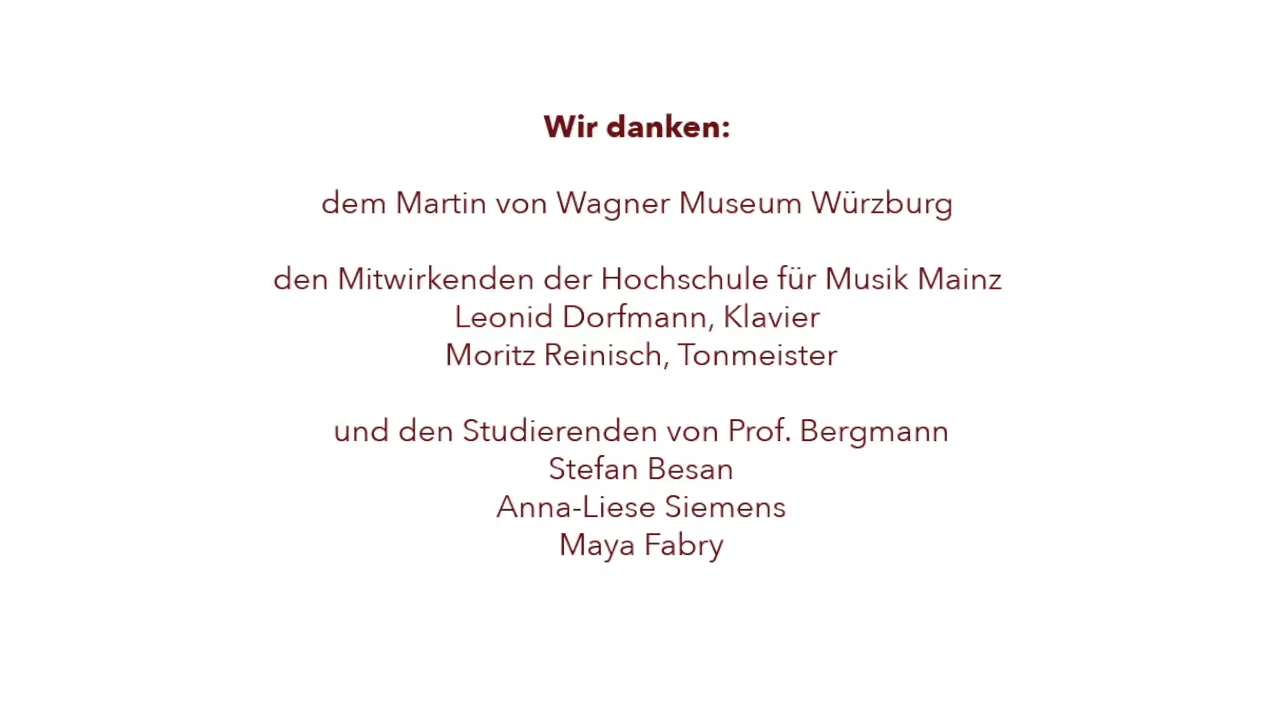 Wir danken:
dem Martin von Wagner Museum Würzburg
den Mitwirkenden der Hochschule für Musik Mainz
Leonid Dorfmann, Klavier
Moritz Reinisch, Tonmeister
und den Studierenden von Prof. Bergmann
Stefan Besan
Anna-Liese Siemens
Maya Fabry